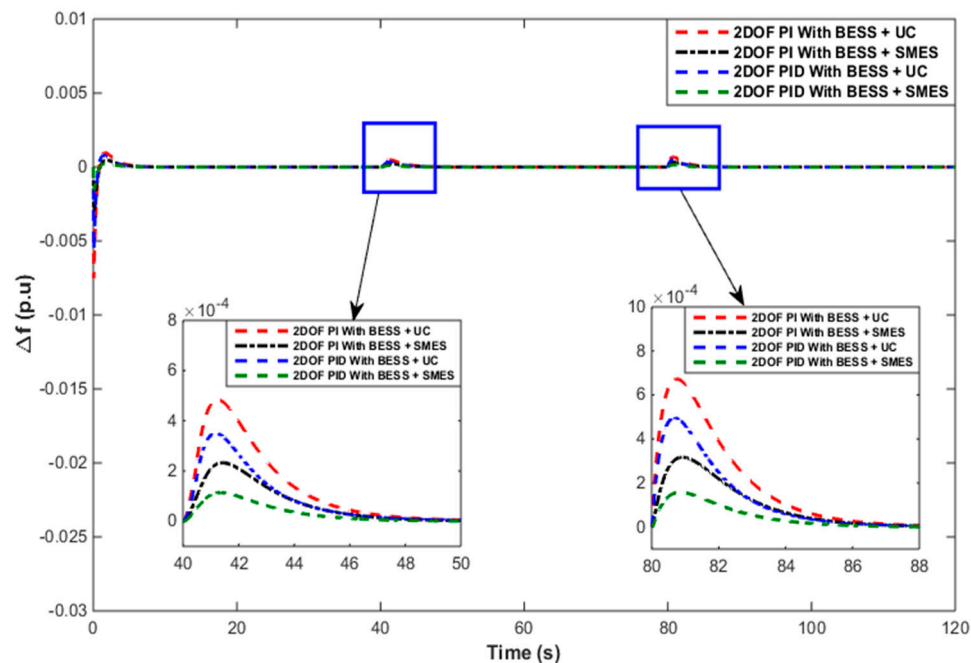 0.01
0.005
0
-0.005
-0.01
-0.015
-0.02
-0.025
-0.03
Δf (p.u)
2DOF PI With BESS + UC
2DOF PI With BESS + SMES
2DOF PID With BESS + UC
2DOF PID With BESS + SMES
8 ×10-4
6
4
2
0
2DOF PI With BESS + UC
2DOF PI With BESS + SMES
2DOF PID With BESS + UC
2DOF PID With BESS + SMES
40 42 44 46 48 50
10 ×10-4
8
6
4
2
0
2DOF PI With BESS + UC
2DOF PI With BESS + SMES
2DOF PID With BESS + UC
2DOF PID With BESS + SMES
80 82 84 86 88
0 20 40 60 80 100 120
Time (s)